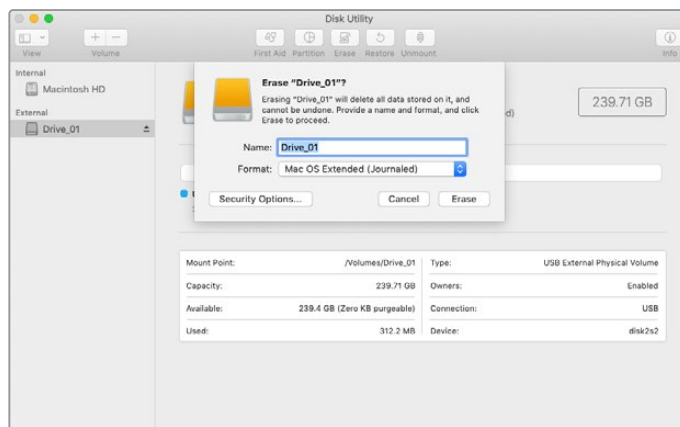 Disk Utility
View
Volume
First Aid Partition Erase Restore Unmount
Info
Internal
Macintosh HD
External
Drive_01
Erase “Drive_01”?
Erasing “Drive_01” will delete all data stored on it, and
cannot be undone. Provide a name and format, and click
Erase to proceed.
Name: Drive_01
Format: Mac OS Extended (Journaled)
Security Options...
Cancel
Erase
d)
239.71 GB
Mount Point: /Volumes/Drive_01
Type: USB External Physical Volume
Capacity: 239.71 GB
Owners: Enabled
Available: 239.4 GB (Zero KB purgeable)
Connection: USB
Used: 312.2 MB
Device: disk2s2